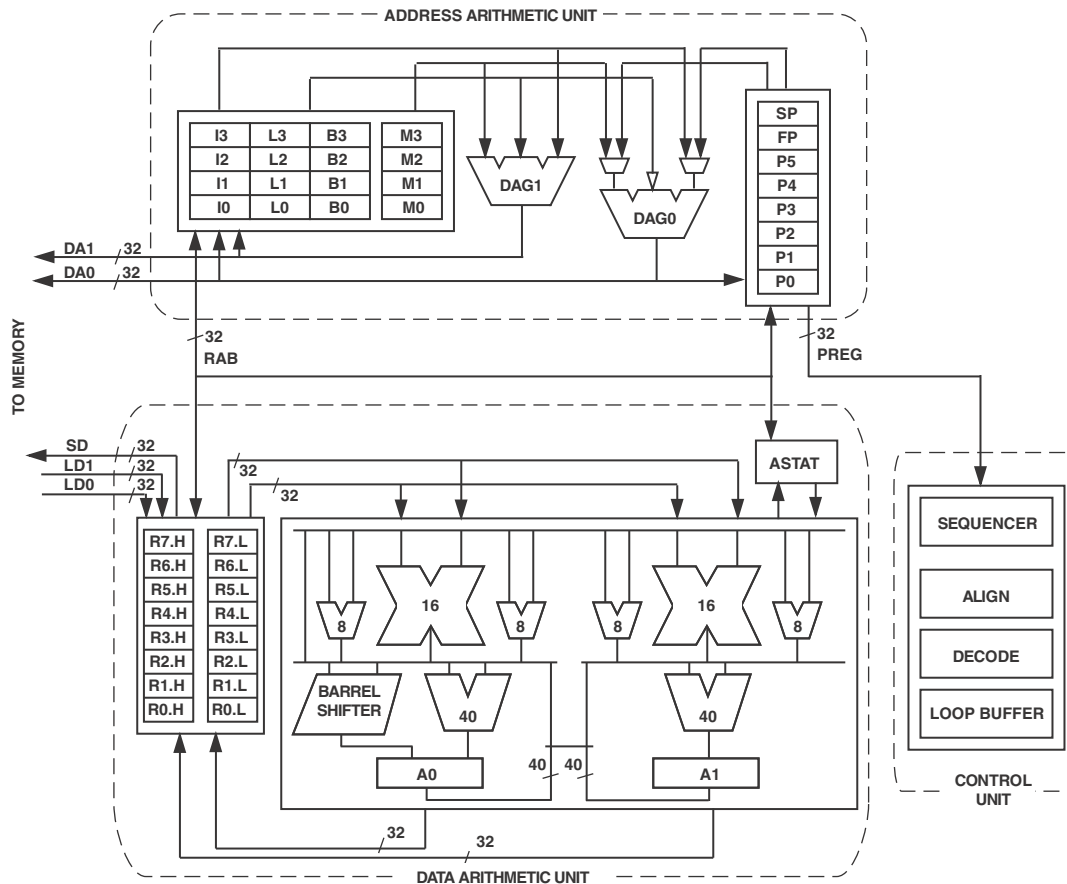 ADDRESS ARITHMETIC UNIT
I3 L3 B3 M3
I2 L2 B2 M2
I1 L1 B1 M1
I0 L0 B0 M0
DAG1
DAG0
SP
FP
P5
P4
P3
P2
P1
P0
DA1 32
DA0 32
32
RAB
32
PREG
TO MEMORY
SD 32
LD1 32
LD0 32
32
32
ASTAT
R7.H R7.L
R6.H R6.L
R5.H R5.L
R4.H R4.L
R3.H R3.L
R2.H R2.L
R1.H R1.L
R0.H R0.L
8
16
8
8
16
8
BARREL
SHIFTER
40
40
A0
40
40
A1
32
32
DATA ARITHMETIC UNIT
SEQUENCER
ALIGN
DECODE
LOOP BUFFER
CONTROL
UNIT